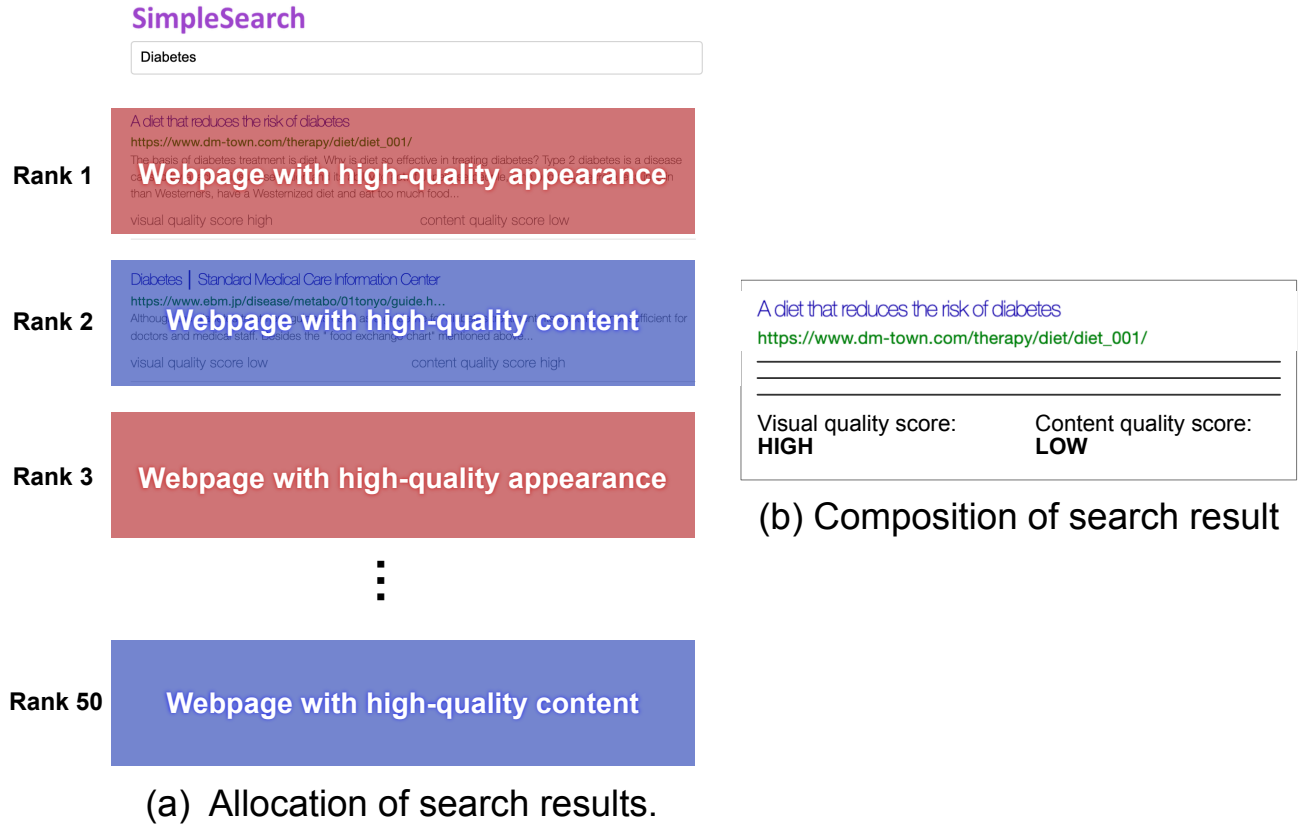 SimpleSearch
Diabetes
A diet that reduces the risk of diabetes
https://www.dm-town.com/therapy/diet/diet_001/
The basis of diabetes treatment is diet. Why is diet so effective in treating diabetes? Type 2 diabetes is a disease
Rank 1
Webpage with high-quality appearance
than Westerners, have a Westernized diet and eat too much food...
visual quality score high
content quality score low
Diabetes | Standard Medical Care Information Center
https://www.ebm.jp/disease/metabo/01tonyo/guide.h...
Rank 2
Webpage with high-quality content
doctors and medical staff. Besides the " food exchange chart" mentioned above...
visual quality score low
content quality score high
Rank 3
Webpage with high-quality appearance
Rank 50
Webpage with high-quality content
(a) Allocation of search results.
A diet that reduces the risk of diabetes
https://www.dm-town.com/therapy/diet/diet_001/
Visual quality score:
HIGH
Content quality score:
LOW
(b) Composition of search result